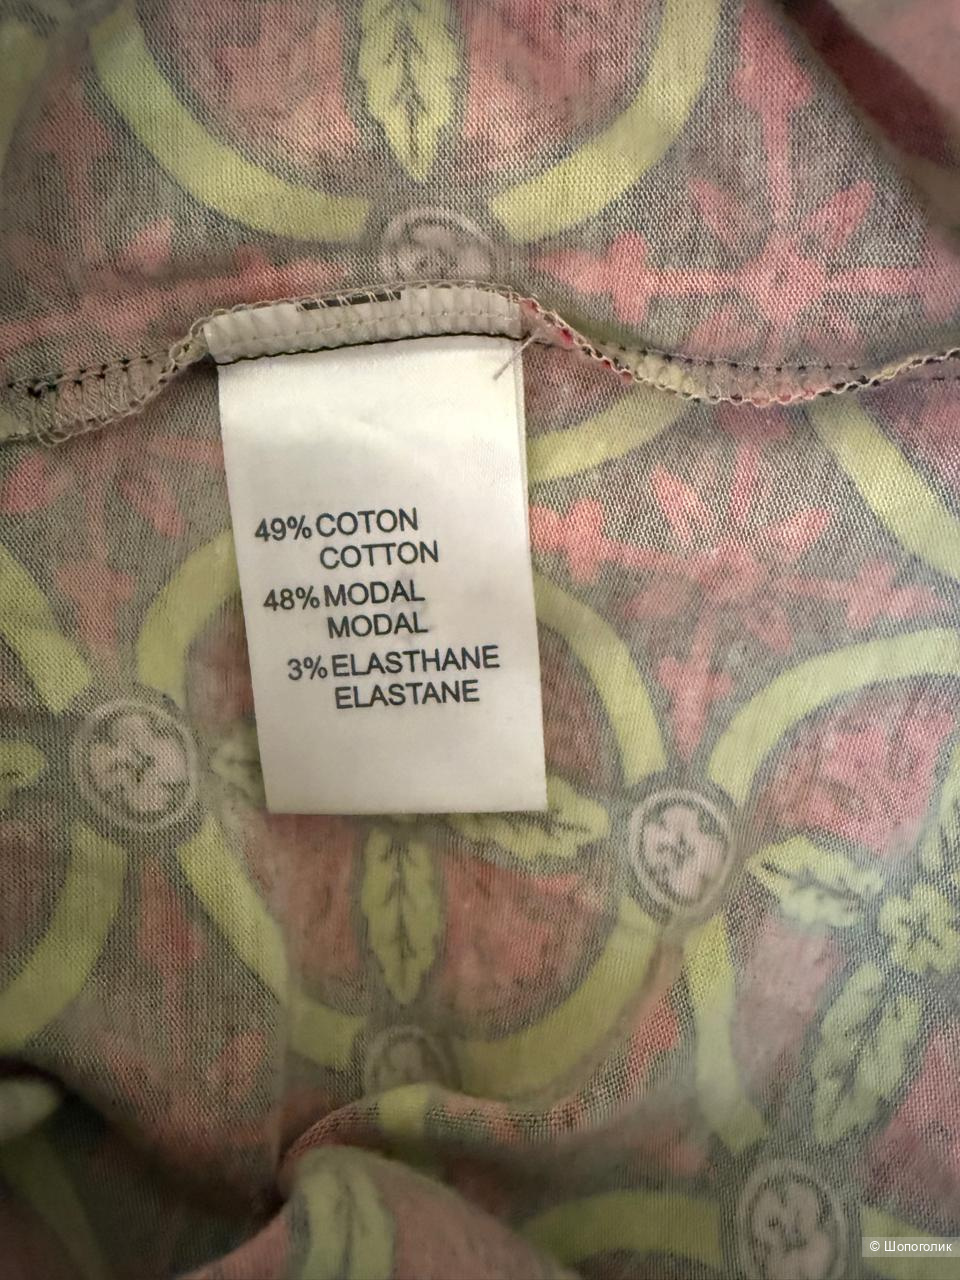 49% COTON
COTTON
48% MODAL
MODAL
3% ELASTHANE
ELASTANE
© Шопоголик